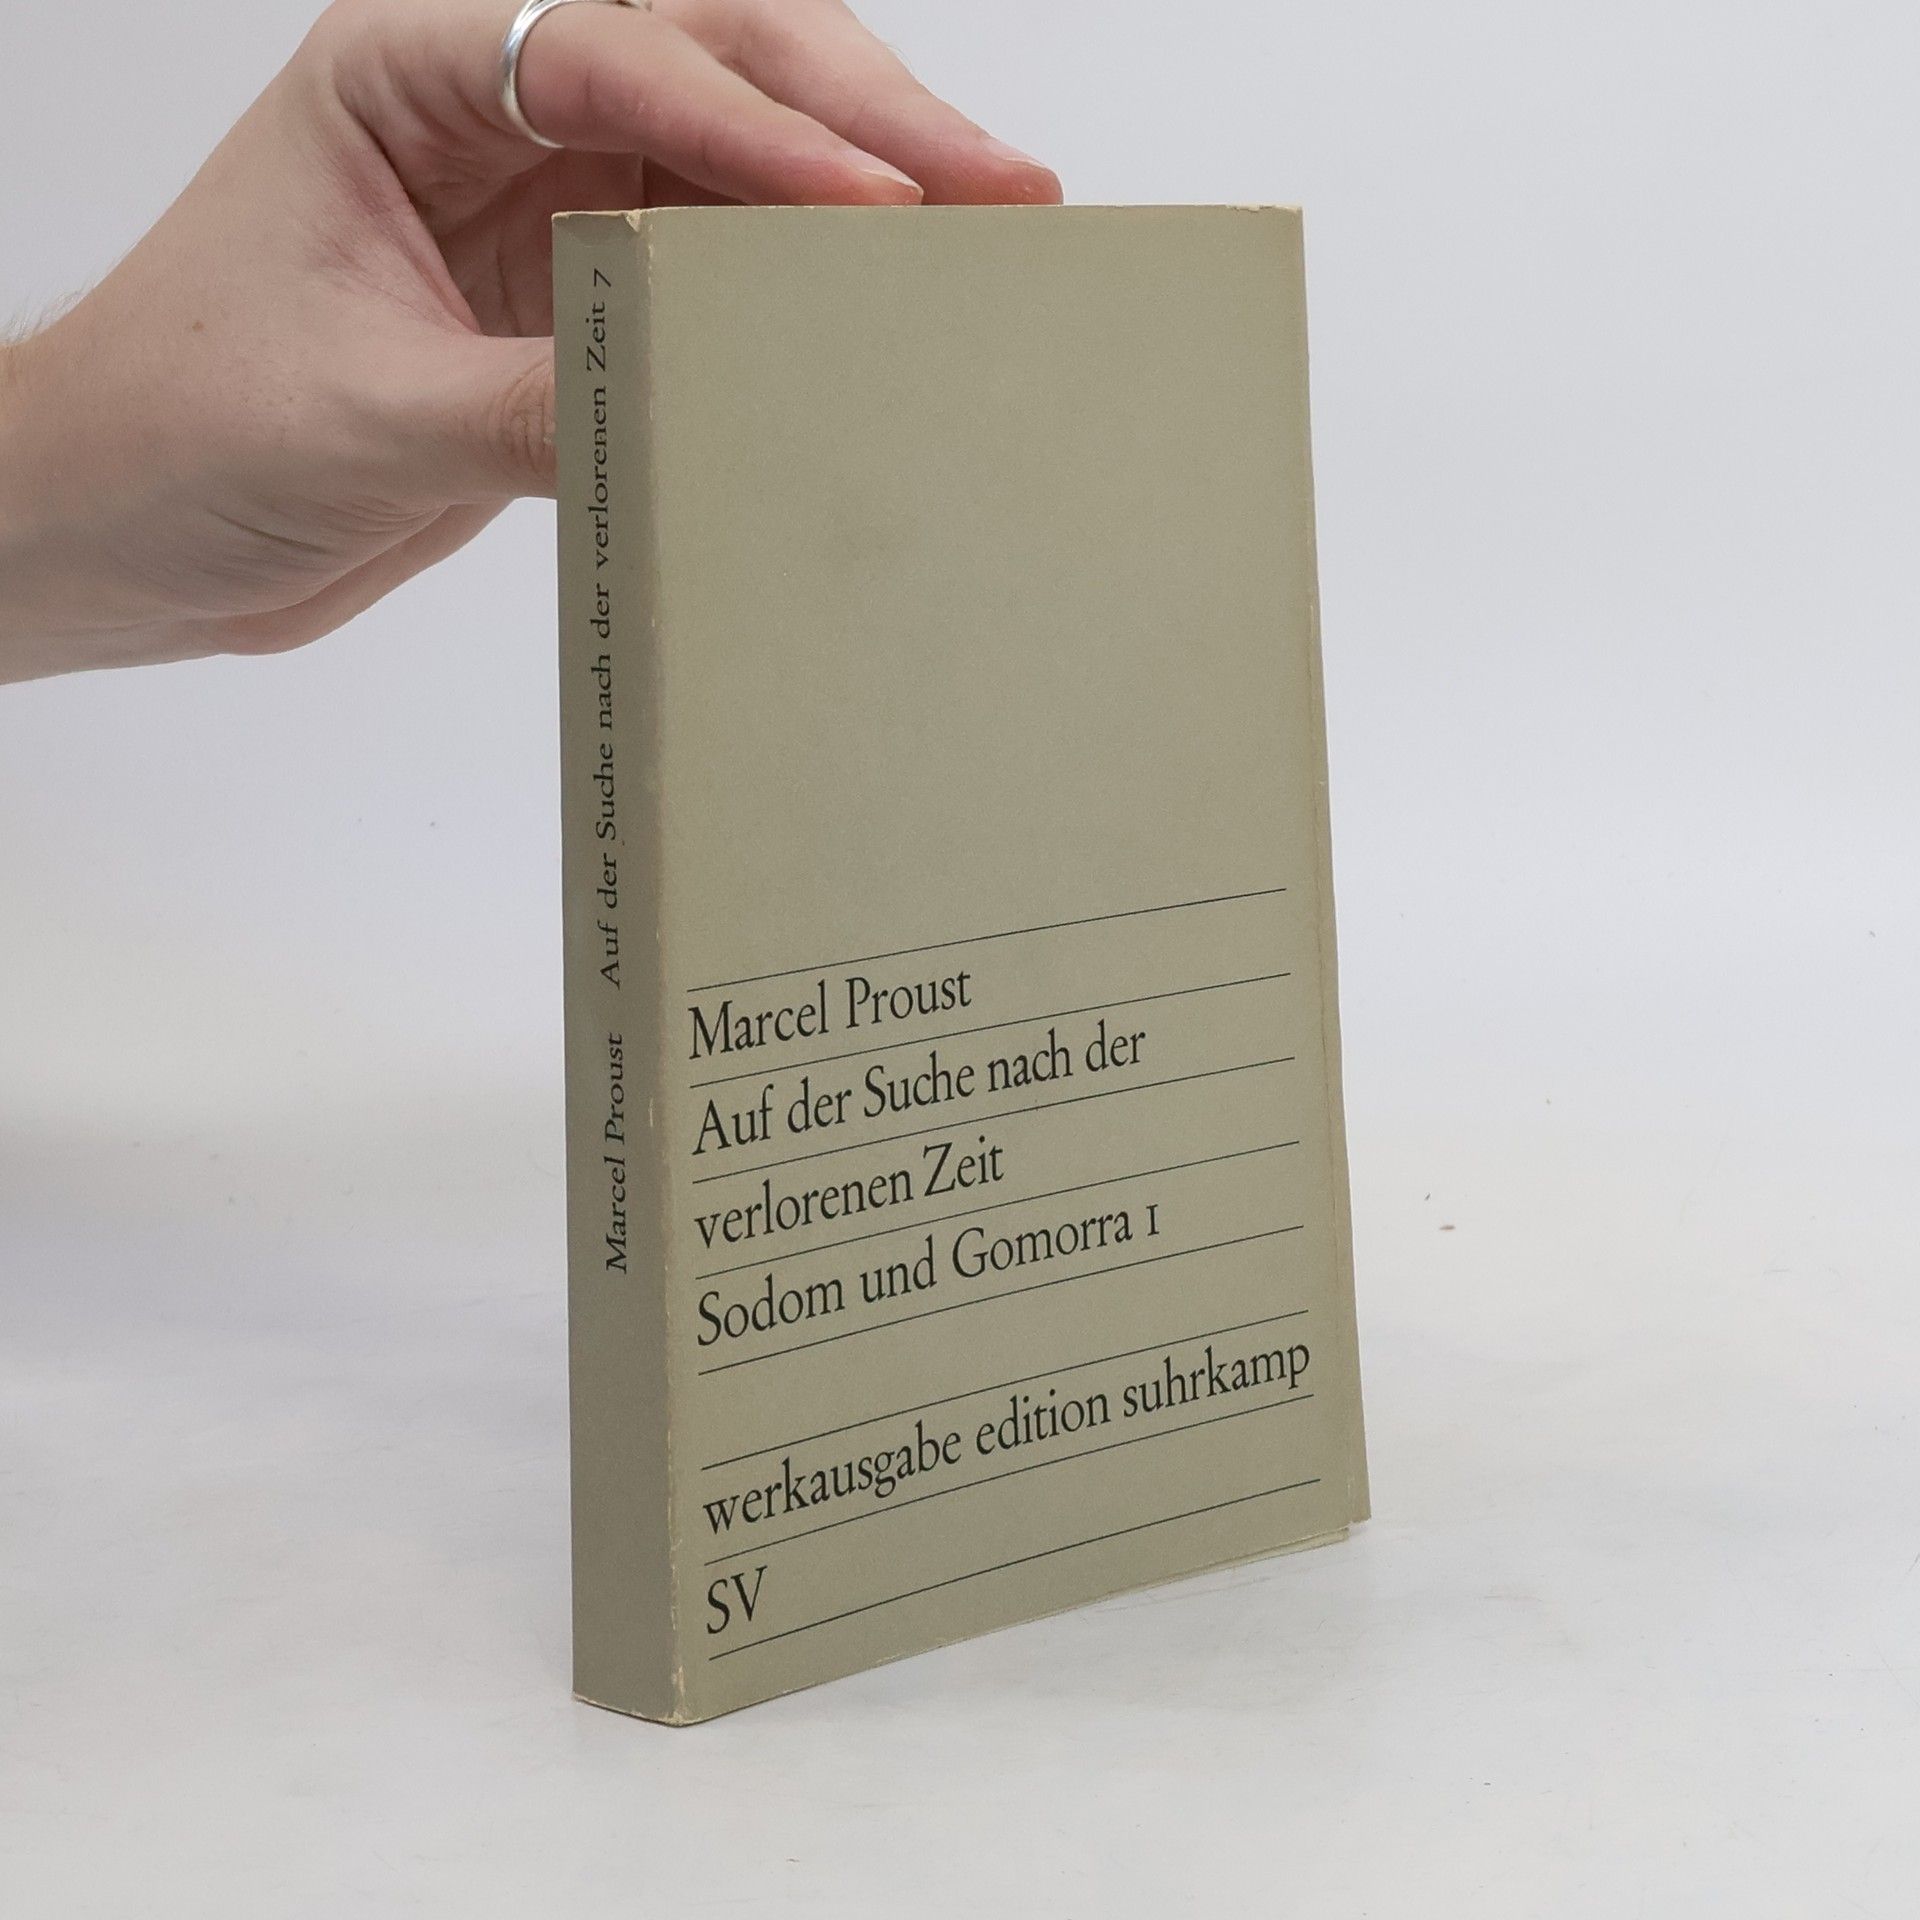 Marcel Proust Auf der Suche nach der verlorenen Zeit 7
Marcel Proust
Auf der Suche nach der
verlorenen Zeit
Sodom und Gomorra 1
werkausgabe edition suhrkamp
SV